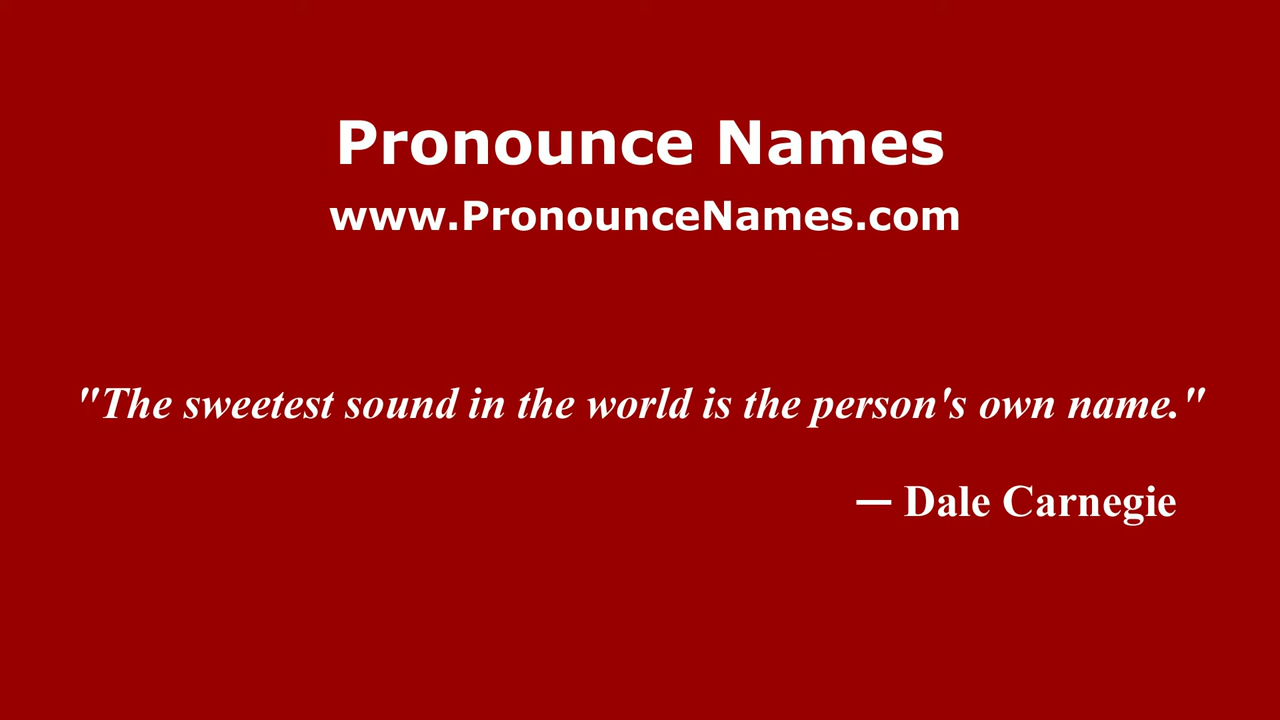 Pronounce Names
www.PronounceNames.com
"The sweetest sound in the world is the person's own name."
— Dale Carnegie